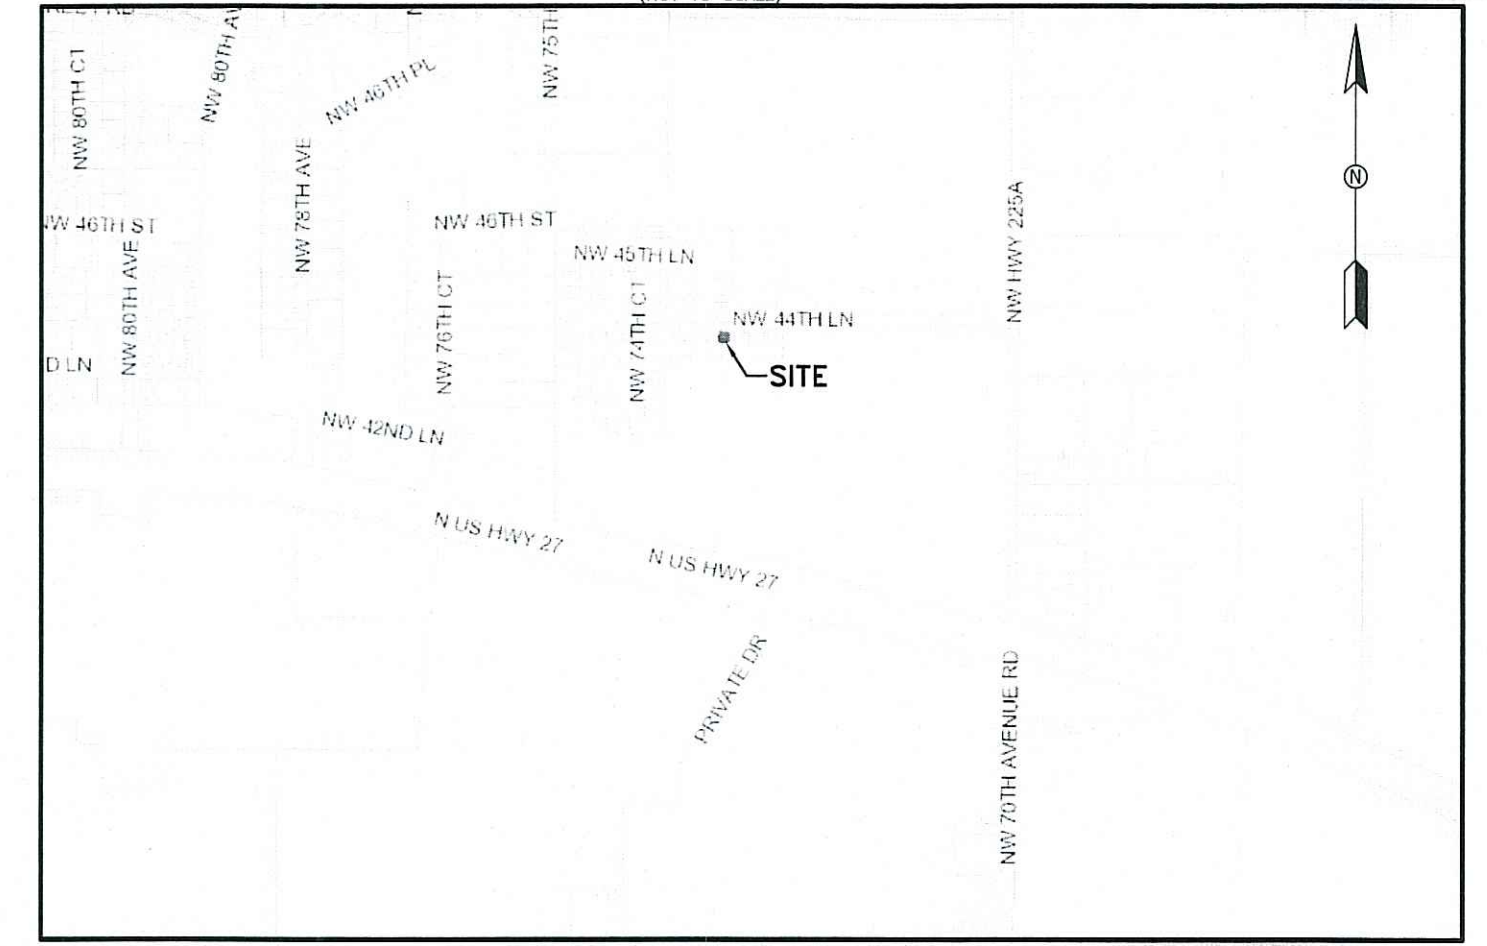 NW 80TH CT
NW 46TH PL
NW 75TH
NW 78TH AVE
NW HWY 225A
N
NW 46TH ST
NW 46TH ST
NW 80TH AVE
NW 45TH LN
NW 76TH CT
NW 74TH CT
NW 44TH LN
D LN
SITE
NW 42ND LN
N US HWY 27
N US HWY 27
PRIVATE DR
NW 70TH AVENUE RD